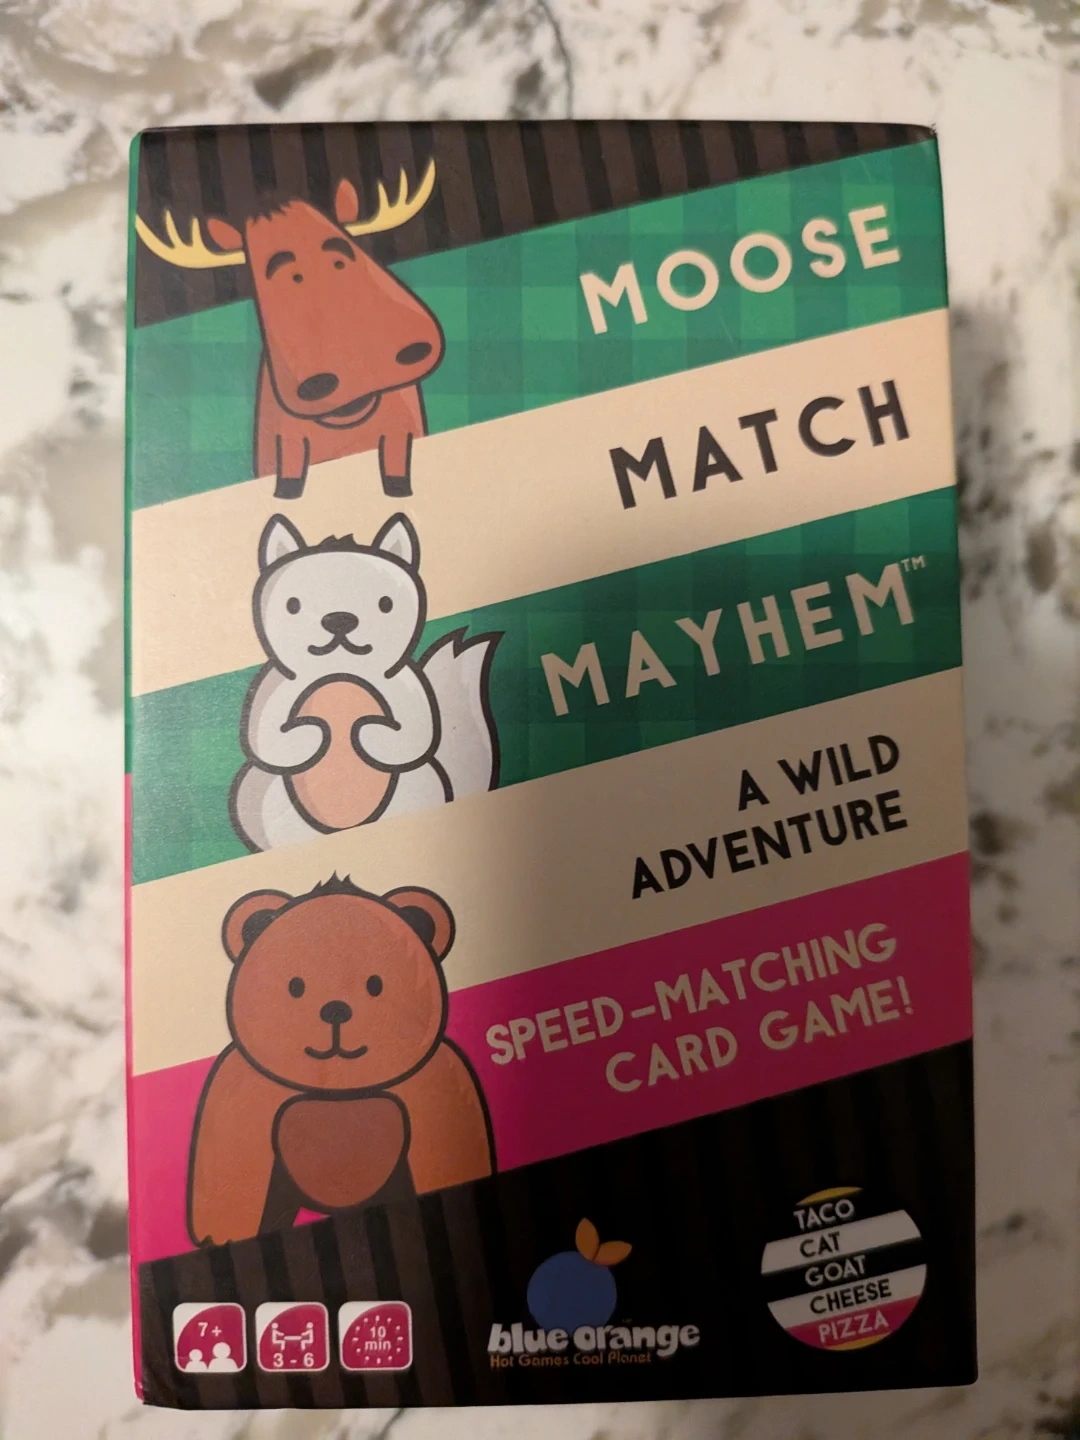 MOOSE
MATCH
MAYHEM™
A WILD
ADVENTURE
SPEED-MATCHING
CARD GAME!
7+
3 - 6
10
min
blue orange
Hot Games Cool Planet
TACO
CAT
GOAT
CHEESE
PIZZA